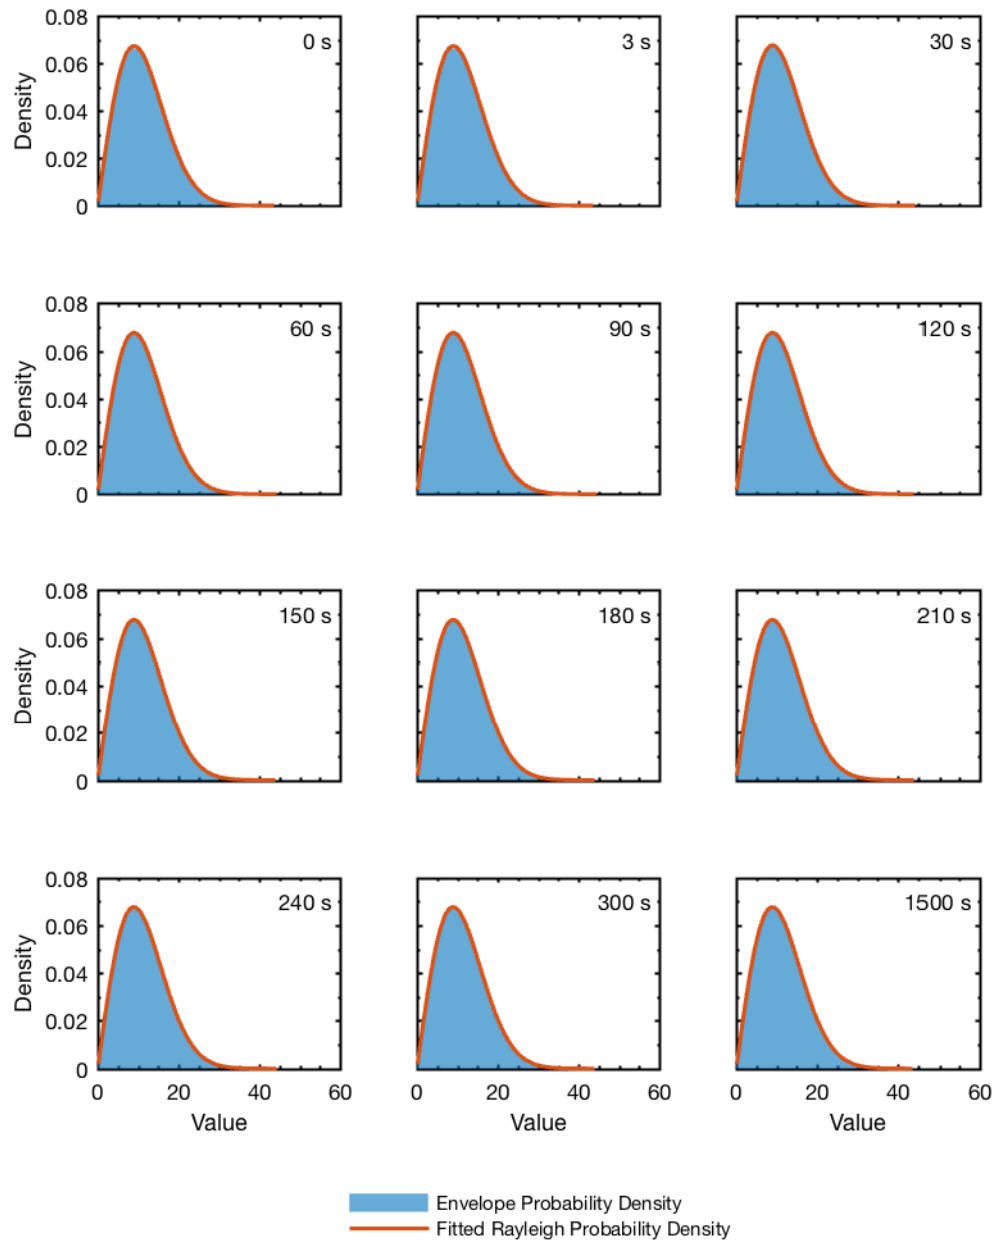 0.08
0 s
3 s
30 s
0.06
Density
0.04
0.02
0
0.08
60 s
90 s
120 s
0.06
Density
0.04
0.02
0
0.08
150 s
180 s
210 s
0.06
Density
0.04
0.02
0
0.08
240 s
300 s
1500 s
0.06
Density
0.04
0.02
0
0 20 40 60 0 20 40 60 0 20 40 60
Value Value Value
Envelope Probability Density
Fitted Rayleigh Probability Density